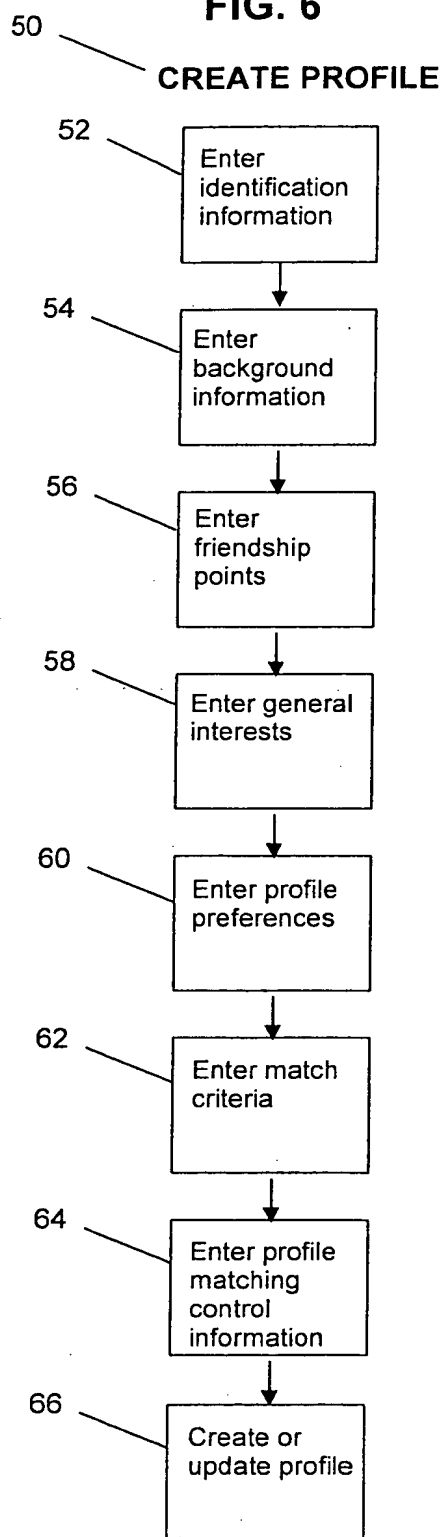 FIG. 6
50
CREATE PROFILE
52
Enter
identification
information
54
Enter
background
information
56
Enter
friendship
points
58
Enter general
interests
60
Enter profile
preferences
62
Enter match
criteria
64
Enter profile
matching
control
information
66
Create or
update profile